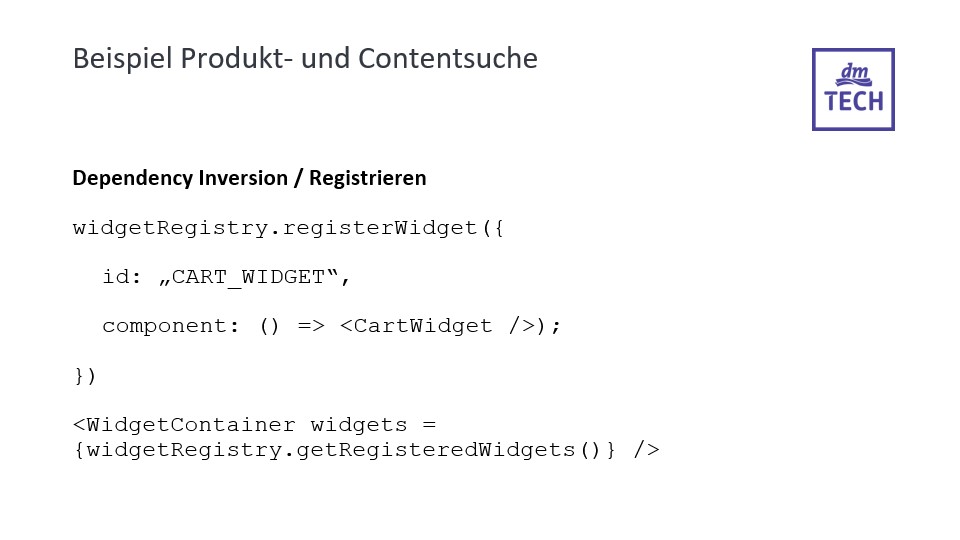 Beispiel Produkt- und Contentsuche
dm
TECH
Dependency Inversion / Registrieren
widgetRegistry.registerWidget({
id: „CART_WIDGET“,
component: () => <CartWidget />);
})
<WidgetContainer widgets =
{widgetRegistry.getRegisteredWidgets()} />